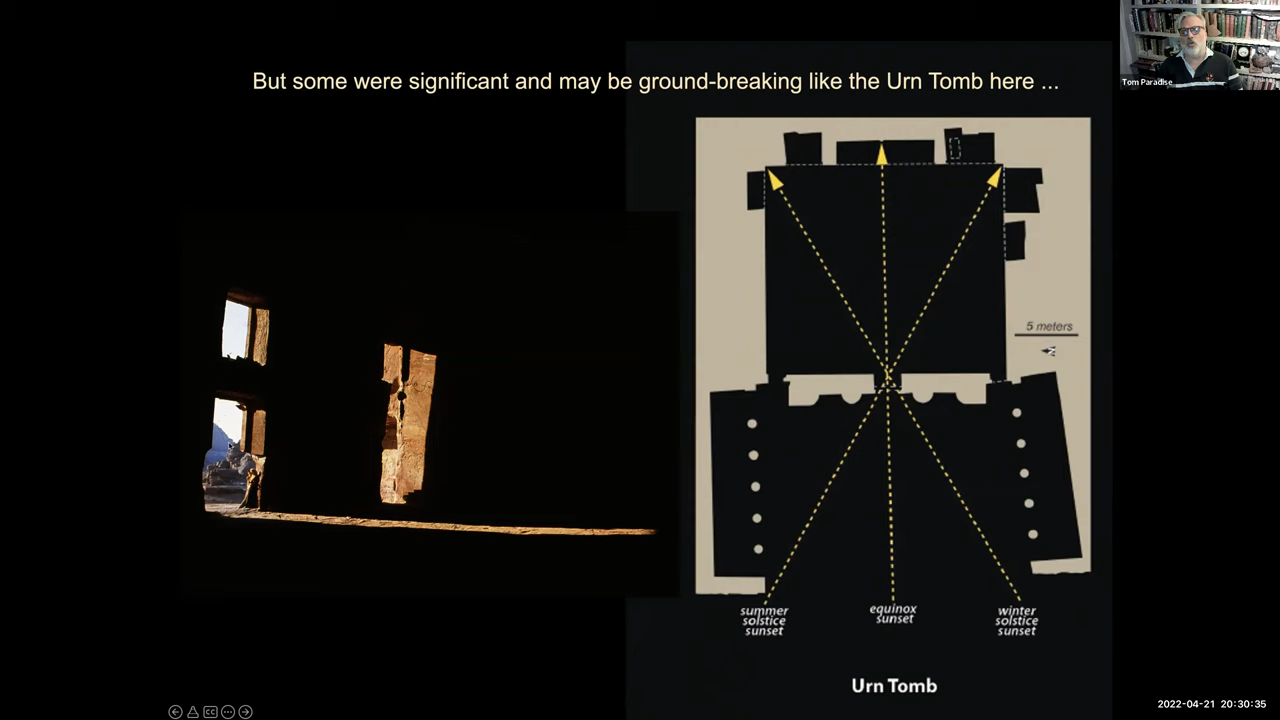 But some were significant and may be ground-breaking like the Urn Tomb here ...
Tom Paradise
5 meters
summer
solstice
sunset
equinox
sunset
winter
solstice
sunset
Urn Tomb
CC
2022-04-21 20:30:35